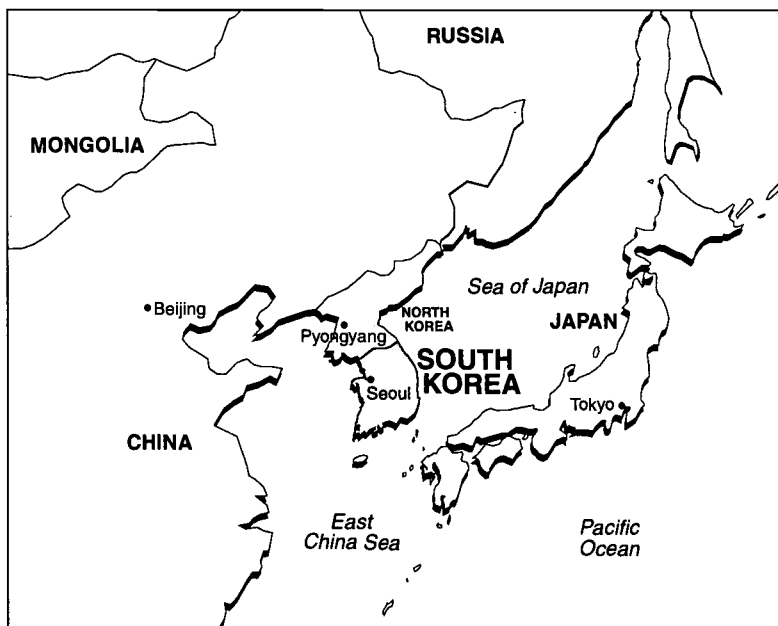 RUSSIA
MONGOLIA
Sea of Japan
Beijing
NORTH
KOREA
JAPAN
Pyongyang
SOUTH
KOREA
Seoul
Tokyo
CHINA
East
China Sea
Pacific
Ocean